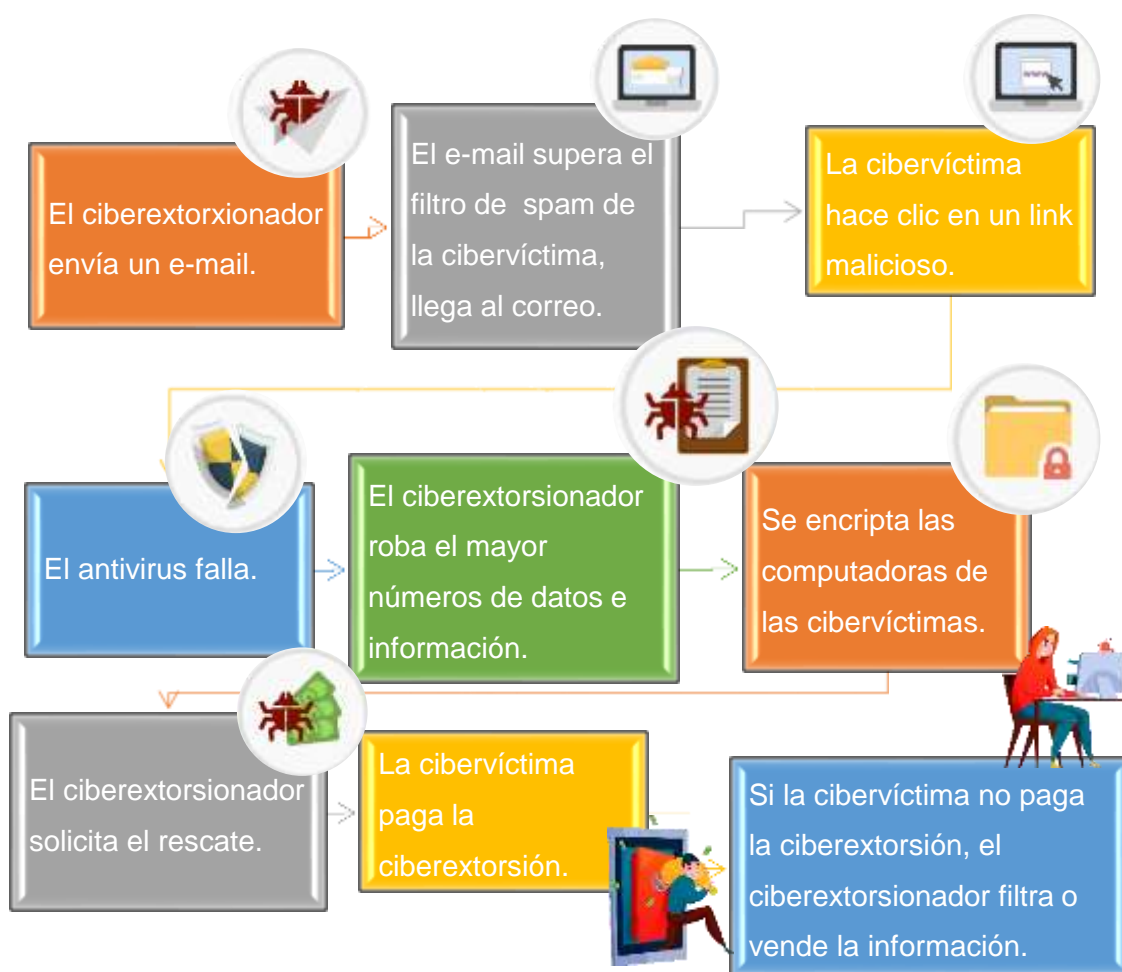 El ciberextorxionador
envía un e-mail.
El e-mail supera el
filtro de spam de
la cibervíctima,
llega al correo.
www
La cibervíctima
hace clic en un link
malicioso.
El antivirus falla.
El ciberextorsionador
roba el mayor
números de datos e
información.
Se encripta las
computadoras de
las cibervíctimas.
El ciberextorsionador
solicita el rescate.
La cibervíctima
paga la
ciberextorsión.
Si la cibervíctima no paga
la ciberextorsión, el
ciberextorsionador filtra o
vende la información.